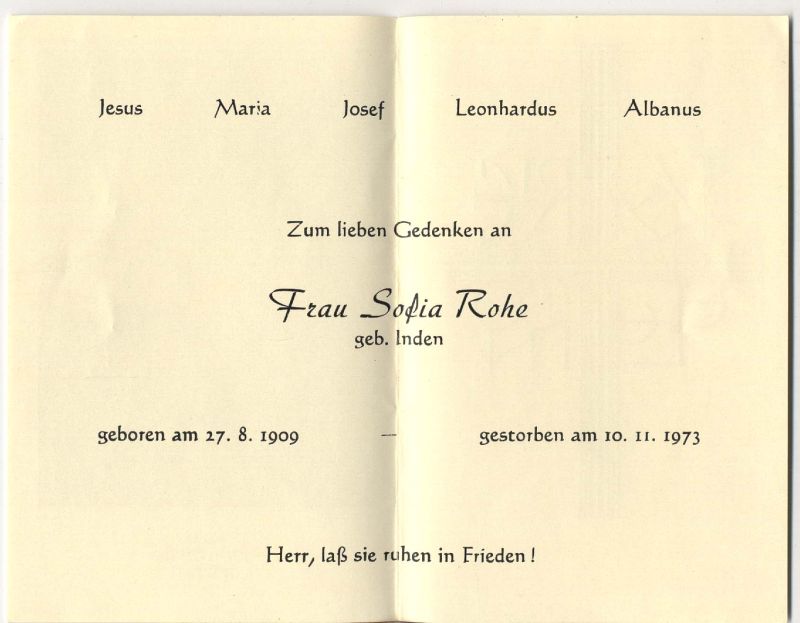 Jesus Maria Josef Leonhardus Albanus
Zum lieben Gedenken an
Frau Sofia Rohe
geb. Inden
geboren am 27. 8. 1909 — gestorben am 10. 11. 1973
Herr, laß sie ruhen in Frieden !